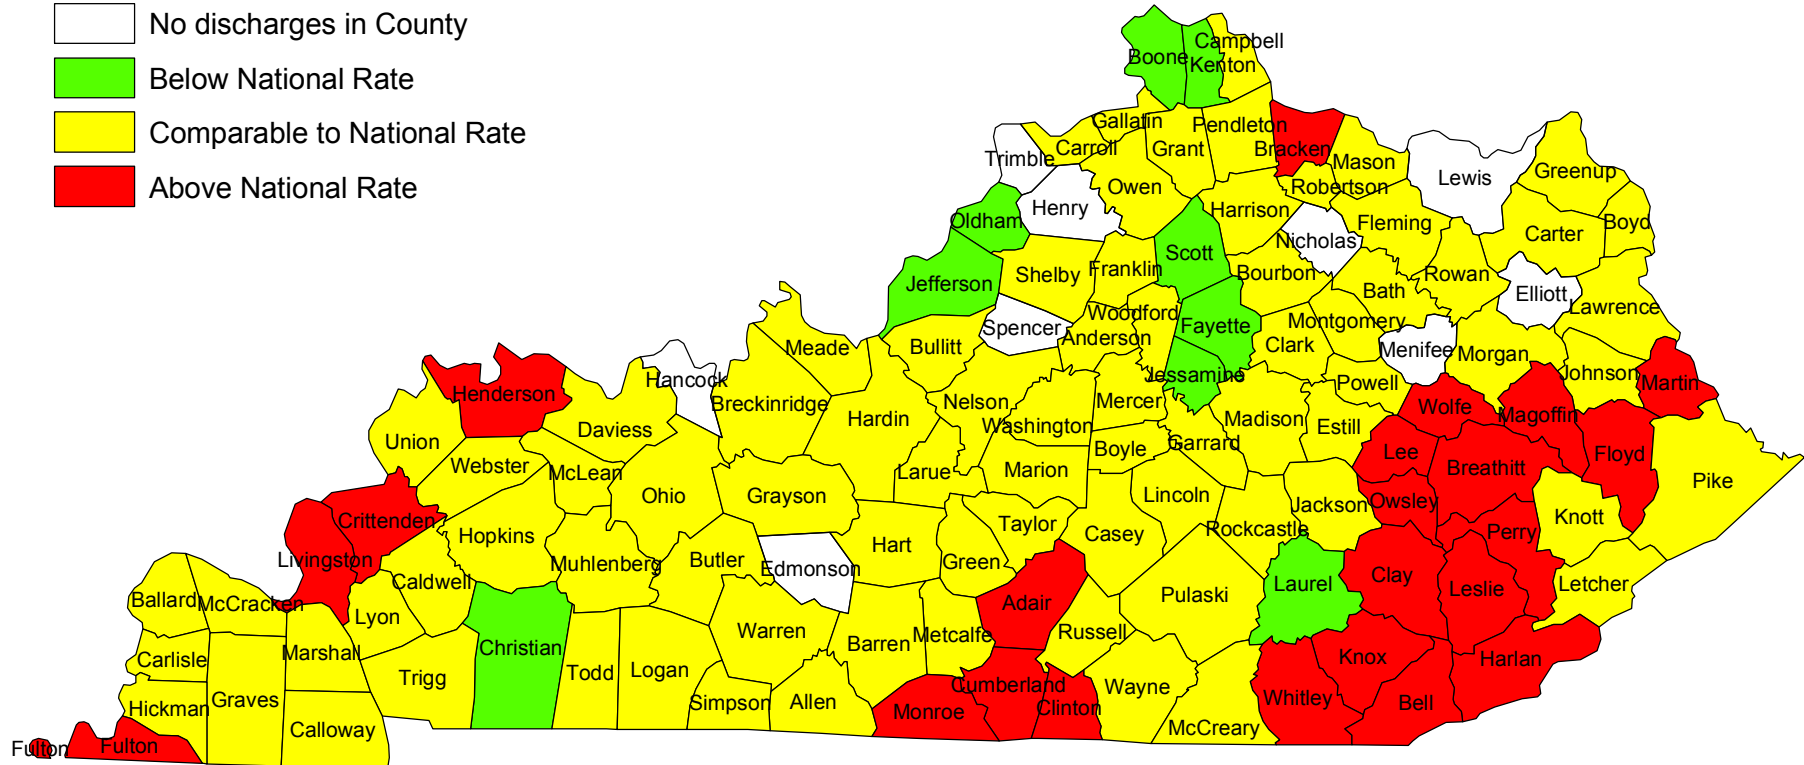 No discharges in County
Below National Rate
Comparable to National Rate
Above National Rate
Boone
Campbell
Kenton
Gallatin
Pendleton
Carroll
Grant
Bracken
Trimble
Mason
Owen
Robertson
Lewis
Greenup
Henry
Harrison
Oldham
Fleming
Boyd
Carter
Nicholas
Scott
Shelby
Franklin
Bourbon
Rowan
Jefferson
Bath
Elliott
Lawrence
Woodford
Montgomery
Spencer
Fayette
Anderson
Clark
Meade
Bullitt
Menifee
Morgan
Johnson
Jessamine
Powell
Martin
Hancock
Henderson
Breckinridge
Nelson
Mercer
Wolfe
Magoffin
Hardin
Washington
Madison
Estill
Daviess
Union
Boyle
Garrard
Lee
Floyd
Webster
McLean
Larue
Marion
Breathitt
Pike
Ohio
Grayson
Lincoln
Jackson
Owsley
Crittenden
Taylor
Rockcastle
Knott
Hopkins
Hart
Casey
Perry
Livingston
Muhlenberg
Butler
Edmonson
Green
Caldwell
Laurel
Clay
Leslie
Letcher
Ballard
McCracken
Lyon
Adair
Pulaski
Warren
Russell
Metcalfe
Barren
Christian
Marshall
Carlisle
Todd
Logan
Knox
Harlan
Trigg
Cumberland
Wayne
Whitley
Graves
Simpson
Allen
Monroe
Clinton
Bell
Hickman
Calloway
McCreary
Fulton
Fulton